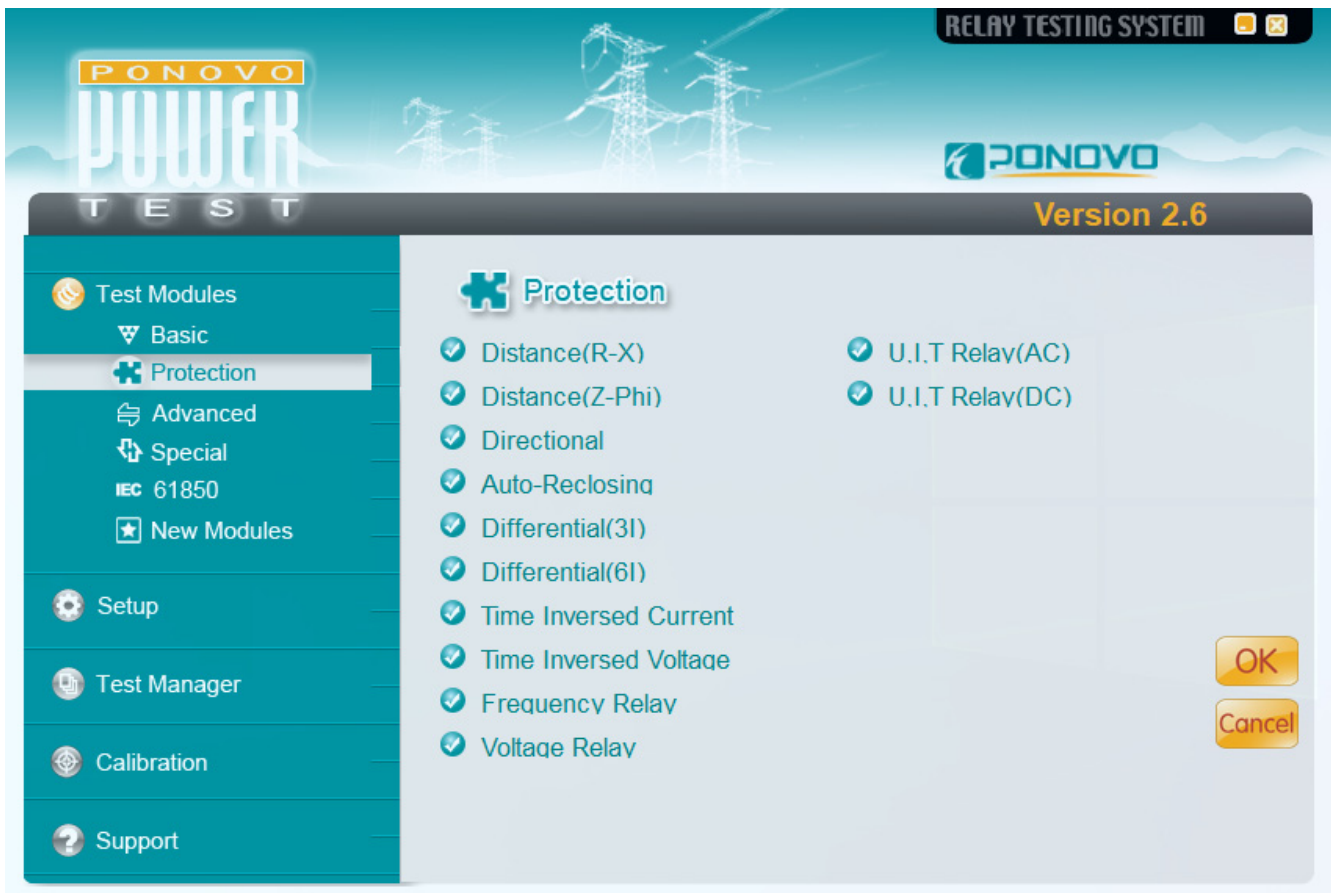 RELAY TESTING SYSTEM
PONOVO
POWER
TEST
PONOVO
Version 2.6
Test Modules
Basic
Protection
Advanced
Special
IEC 61850
New Modules
Setup
Test Manager
Calibration
Support
Protection
Distance(R-X)
Distance(Z-Phi)
Directional
Auto-Reclosing
Differential(3I)
Differential(6I)
Time Inversed Current
Time Inversed Voltage
Frequency Relay
Voltage Relay
U.I.T Relay(AC)
U.I.T Relay(DC)
OK
Cancel